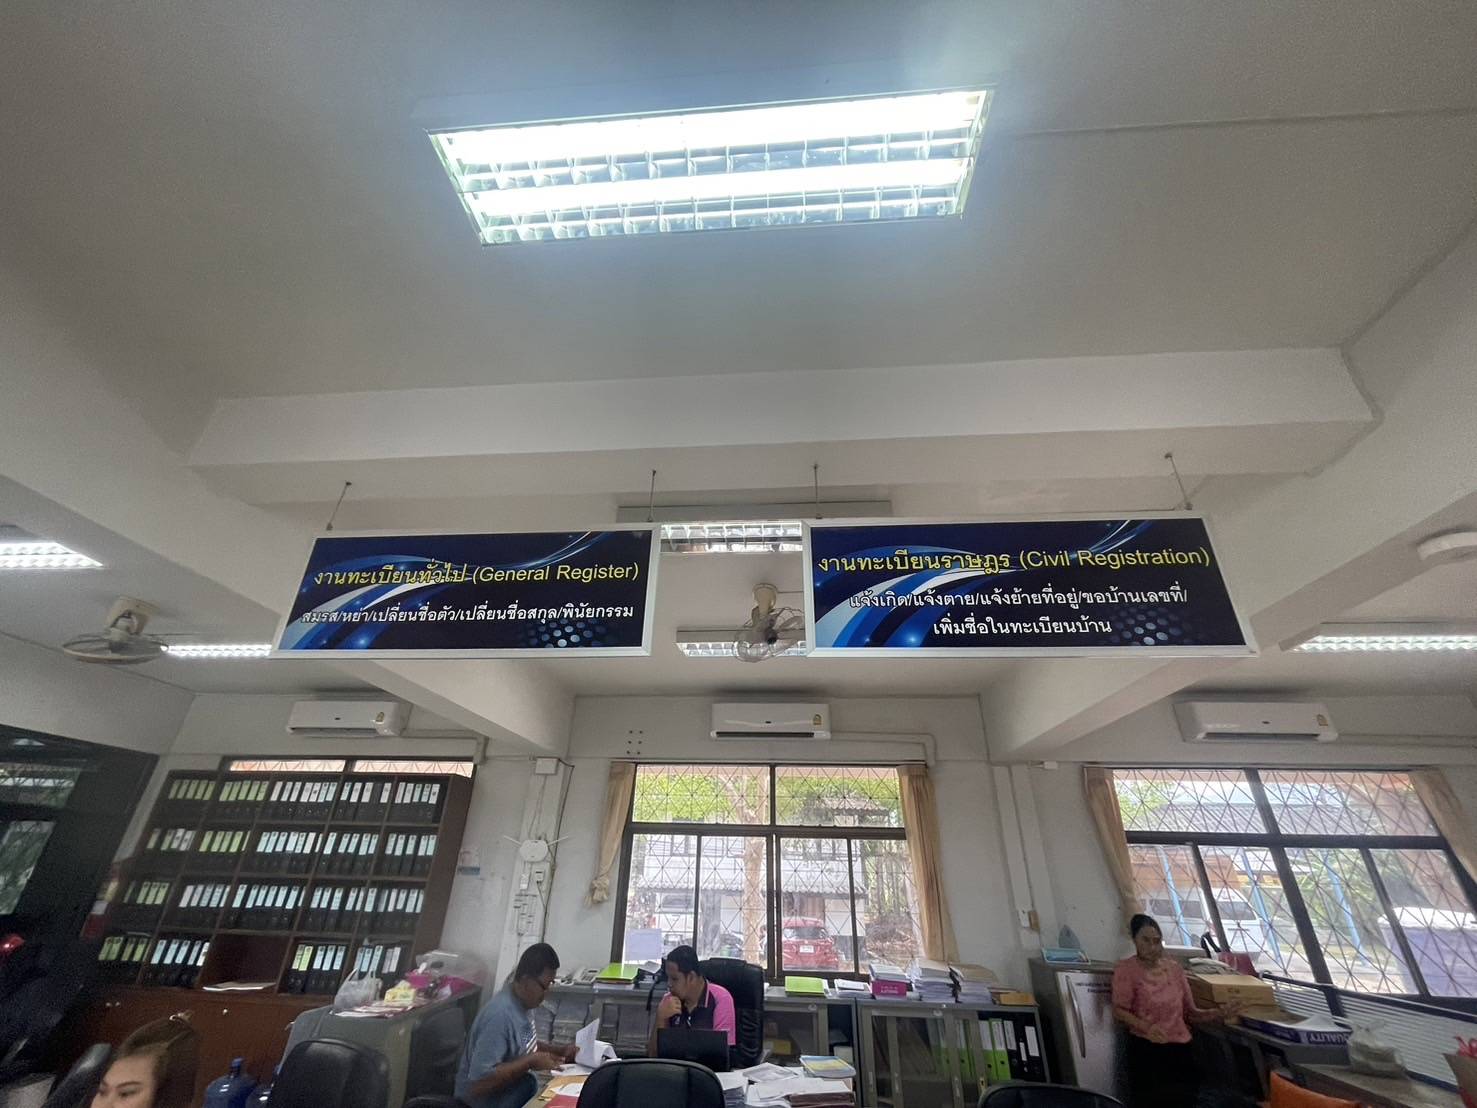 งานทะเบียนทั่วไป (General Register)
สมรส/หย่า/เปลี่ยนชื่อตัว/เปลี่ยนชื่อสกุล/พินัยกรรม
งานทะเบียนราษฎร (Civil Registration)
แจ้งเกิด/แจ้งตาย/แจ้งย้ายที่อยู่/ขอบ้านเลขที่/
เพิ่มชื่อในทะเบียนบ้าน